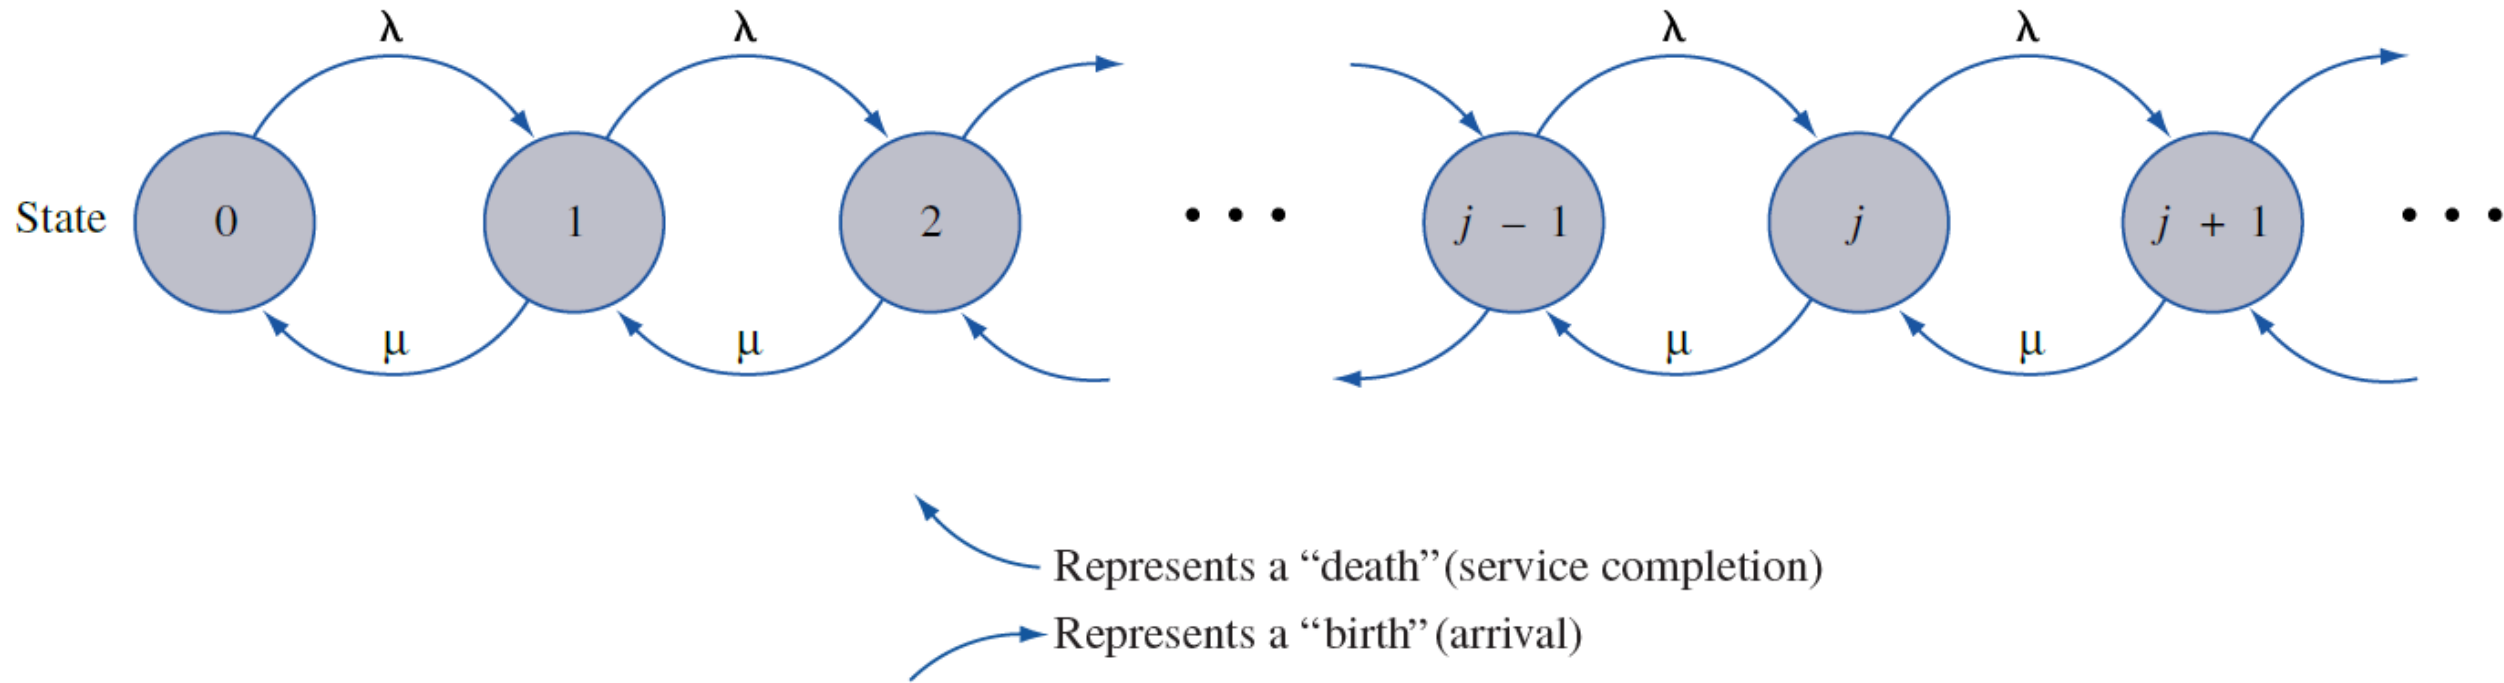 λ λ λ λ
State 0 1 2 • • • j – 1 j j + 1 • • •
μ μ μ μ
Represents a “death” (service completion)
Represents a “birth” (arrival)